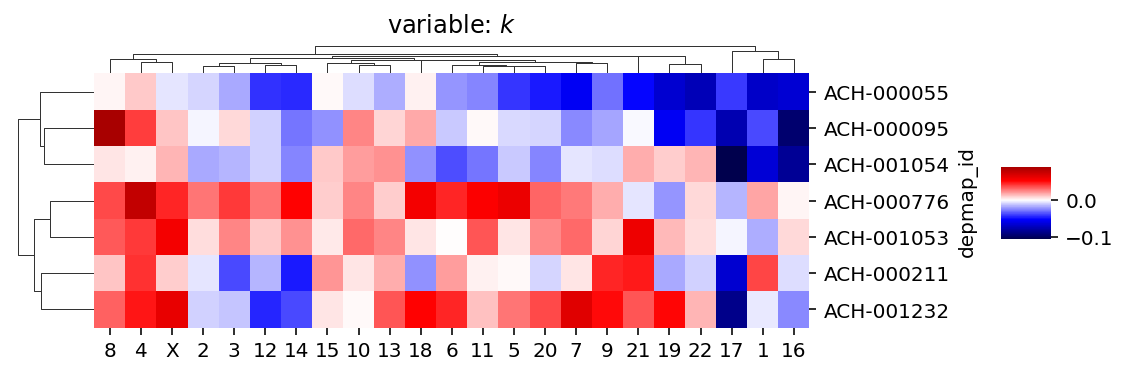 variable: k
ACH-000055
ACH-000095
ACH-001054
ACH-000776
ACH-001053
ACH-000211
ACH-001232
depmap_id
0.0
−0.1
8 4 X 2 3 12 14 15 10 13 18 6 11 5 20 7 9 21 19 22 17 1 16